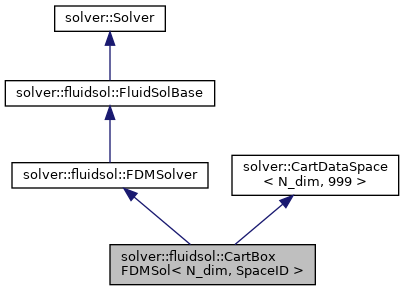 solver::Solver
solver::fluidsol::FluidSolBase
solver::fluidsol::FDMSolver
solver::CartDataSpace
< N_dim, 999 >
solver::fluidsol::CartBox
FDMSol< N_dim, SpaceID >